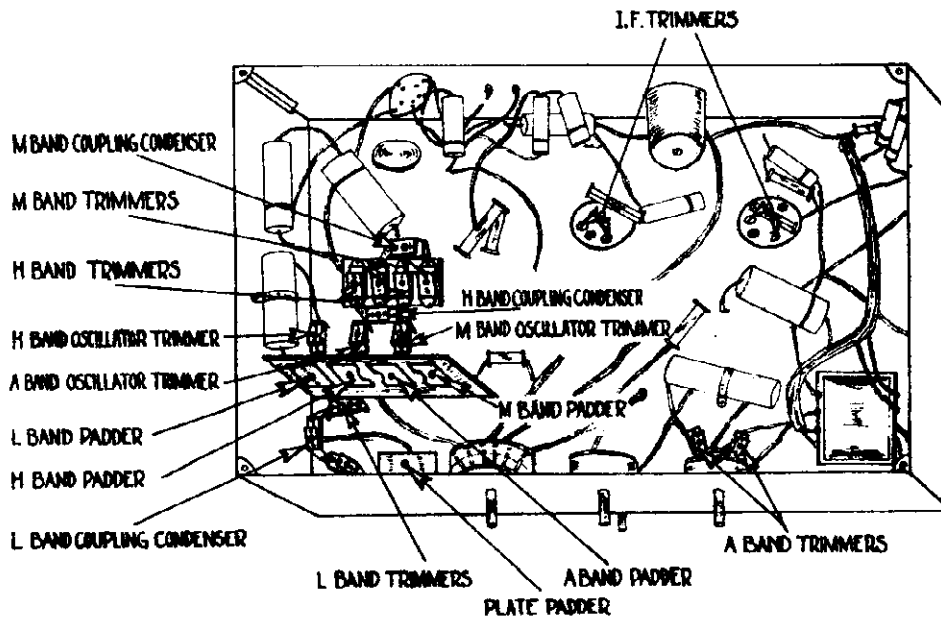 I.F. TRIMMERS
M BAND COUPLING CONDENSER
M BAND TRIMMERS
H BAND TRIMMERS
H BAND COUPLING CONDENSER
H BAND OSCILLATOR TRIMMER
M BAND OSCILLATOR TRIMMER
A BAND OSCILLATOR TRIMMER
M BAND PADDER
L BAND PADDER
H BAND PADDER
L BAND COUPLING CONDENSER
A BAND TRIMMERS
L BAND TRIMMERS
A BAND PADDER
PLATE PADDER